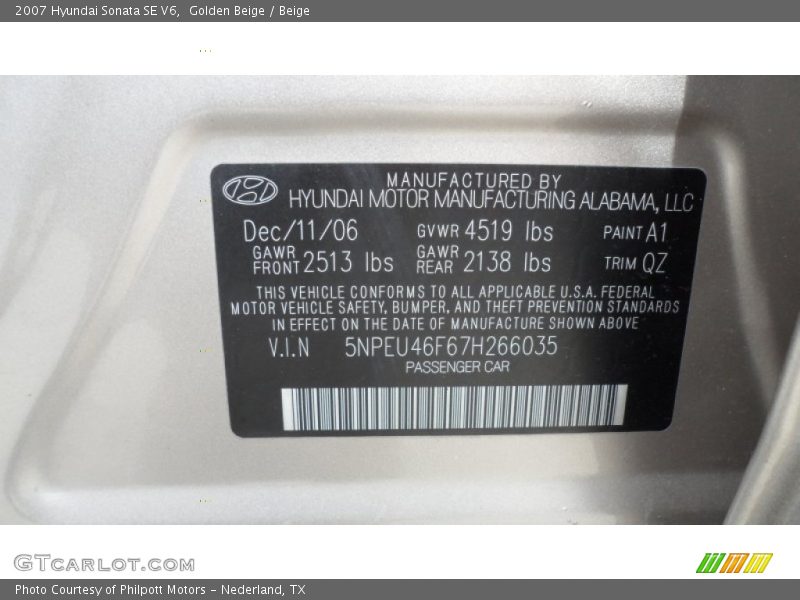 2007 Hyundai Sonata SE V6,  Golden Beige / Beige
MANUFACTURED BY
HYUNDAI MOTOR MANUFACTURING ALABAMA, LLC
Dec/11/06 GVWR 4519 lbs PAINT A1
GAWR FRONT 2513 lbs GAWR REAR 2138 lbs TRIM QZ
THIS VEHICLE CONFORMS TO ALL APPLICABLE U.S.A. FEDERAL
MOTOR VEHICLE SAFETY, BUMPER, AND THEFT PREVENTION STANDARDS
IN EFFECT ON THE DATE OF MANUFACTURE SHOWN ABOVE
V.I.N 5NPEU46F67H266035
PASSENGER CAR
GTcarlot.com
Photo Courtesy of Philpott Motors - Nederland, TX